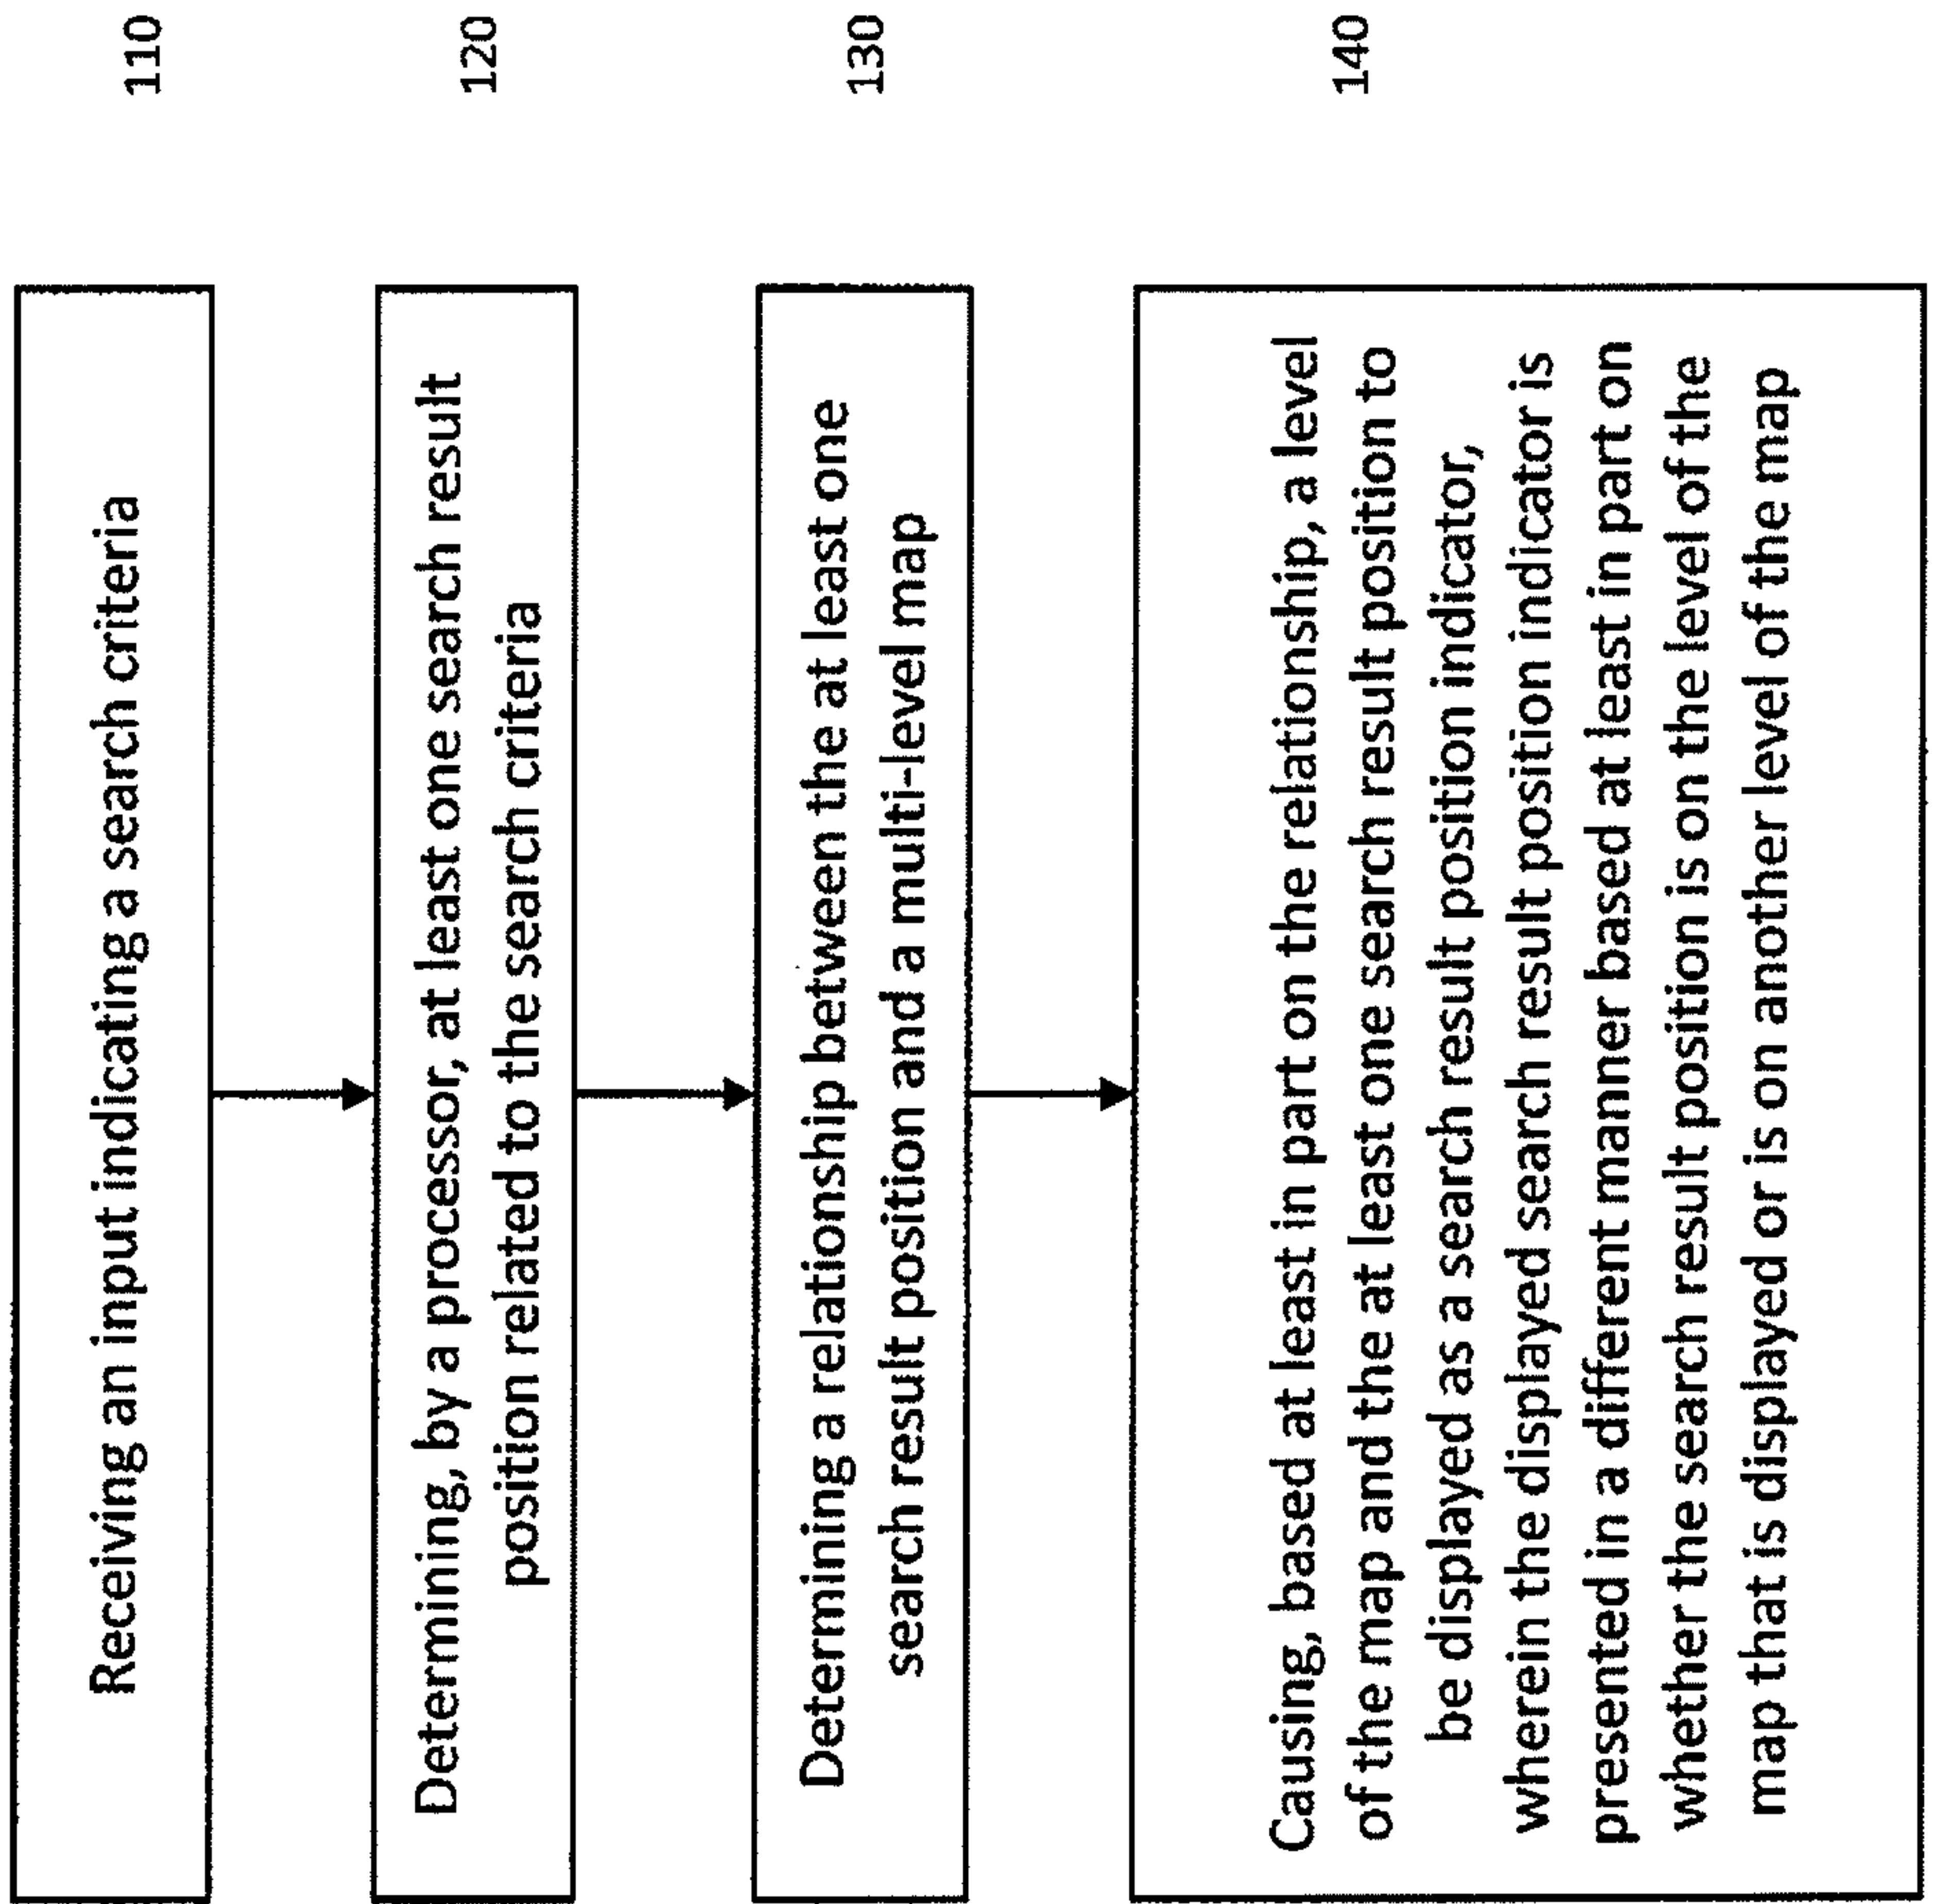 Receiving an input indicating a search criteria
110
Determining, by a processor, at least one search result
position related to the search criteria
120
Determining a relationship between the at least one
search result position and a multi-level map
130
Causing, based at least in part on the relationship, a level
of the map and the at least one search result position to
be displayed as a search result position indicator,
wherein the displayed search result position indicator is
presented in a different manner based at least in part on
whether the search result position is on the level of the
map that is displayed or is on another level of the map
140